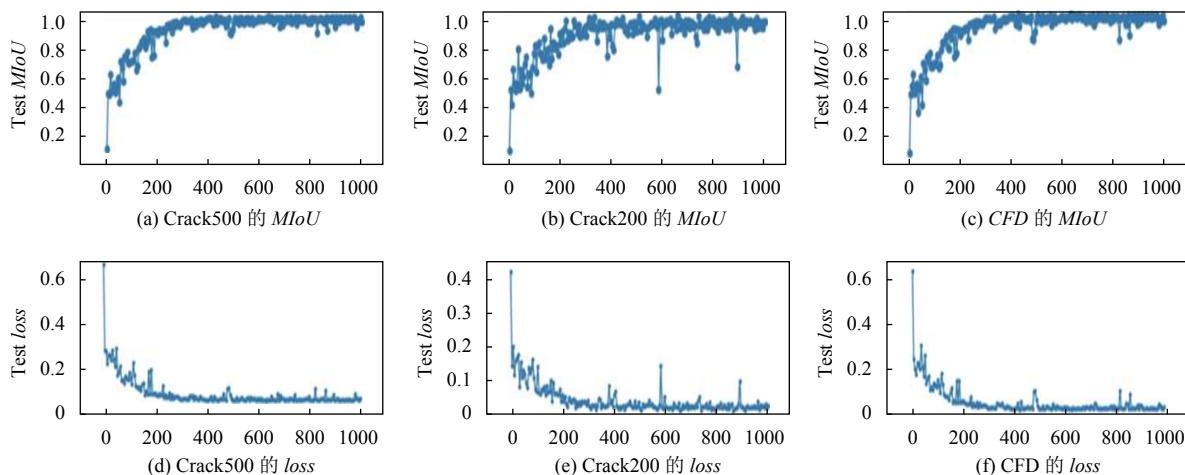 1.0
0.8
0.6
0.4
0.2
Test MIoU
0 200 400 600 800 1000
(a) Crack500 的 MIoU
1.0
0.8
0.6
0.4
0.2
Test MIoU
0 200 400 600 800 1000
(b) Crack200 的 MIoU
1.0
0.8
0.6
0.4
0.2
Test MIoU
0 200 400 600 800 1000
(c) CFD 的 MIoU
0.6
0.4
0.2
0
Test loss
0 200 400 600 800 1000
(d) Crack500 的 loss
0.4
0.3
0.2
0.1
0
Test loss
0 200 400 600 800 1000
(e) Crack200 的 loss
0.6
0.4
0.2
0
Test loss
0 200 400 600 800 1000
(f) CFD 的 loss